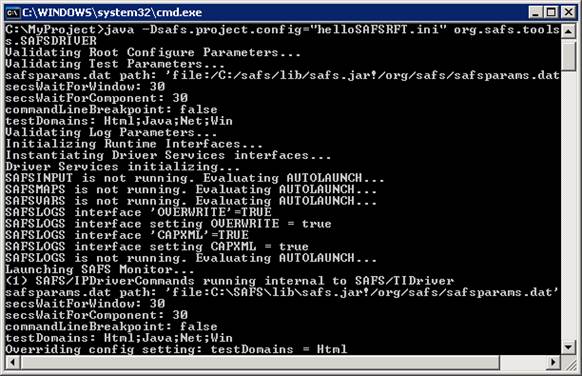 C:\WINDOWS\system32\cmd.exe
C:\MyProject>java -Dsafs.project.config="helloSAFSRFT.ini" org.safs.tools
s.SAFSDRIVER
Validating Root Configure Parameters...
Validating Test Parameters...
safsparams.dat path: 'file:/C:/safs/lib/safs.jar!/org/safs/safsparams.dat
secsWaitForWindow: 30
secsWaitForComponent: 30
commandLineBreakpoint: false
testDomains: Html;Java;Net;Win
Validating Log Parameters...
Initializing Runtime Interfaces...
Instantiating Driver Services interfaces...
Driver Services initializing...
SAFSINPUT is not running. Evaluating AUTOLAUNCH...
SAFSMAPS is not running. Evaluating AUTOLAUNCH...
SAFSVARS is not running. Evaluating AUTOLAUNCH...
SAFSLOGS interface 'OVERWRITE'=TRUE
SAFSLOGS interface setting OVERWRITE = true
SAFSLOGS interface 'CAPXML'=TRUE
SAFSLOGS interface setting CAPXML = true
SAFSLOGS is not running. Evaluating AUTOLAUNCH...
Launching SAFS Monitor...
(1) SAFS/IPDriverCommands running internal to SAFS/TIDriver
safsparams.dat path: 'file:C:\SAFS\lib\safs.jar!/org/safs/safsparams.dat'
secsWaitForWindow: 30
secsWaitForComponent: 30
commandLineBreakpoint: false
testDomains: Html;Java;Net;Win
Overriding config setting: testDomains = Html